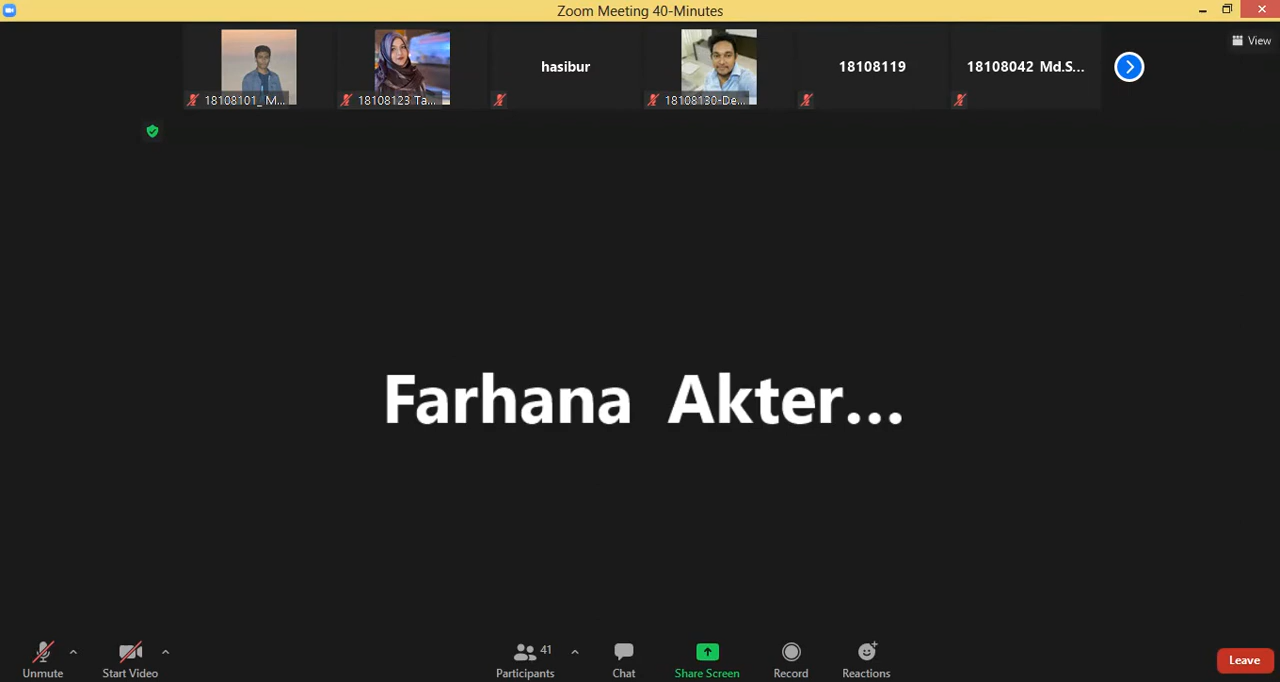 Zoom Meeting 40-Minutes
View
hasibur
18108119
18108042 Md.S...
18108101_ M...
18108123 Ta...
18108130-De...
Farhana Akter...
41
Unmute
Start Video
Participants
Chat
Share Screen
Record
Reactions
Leave